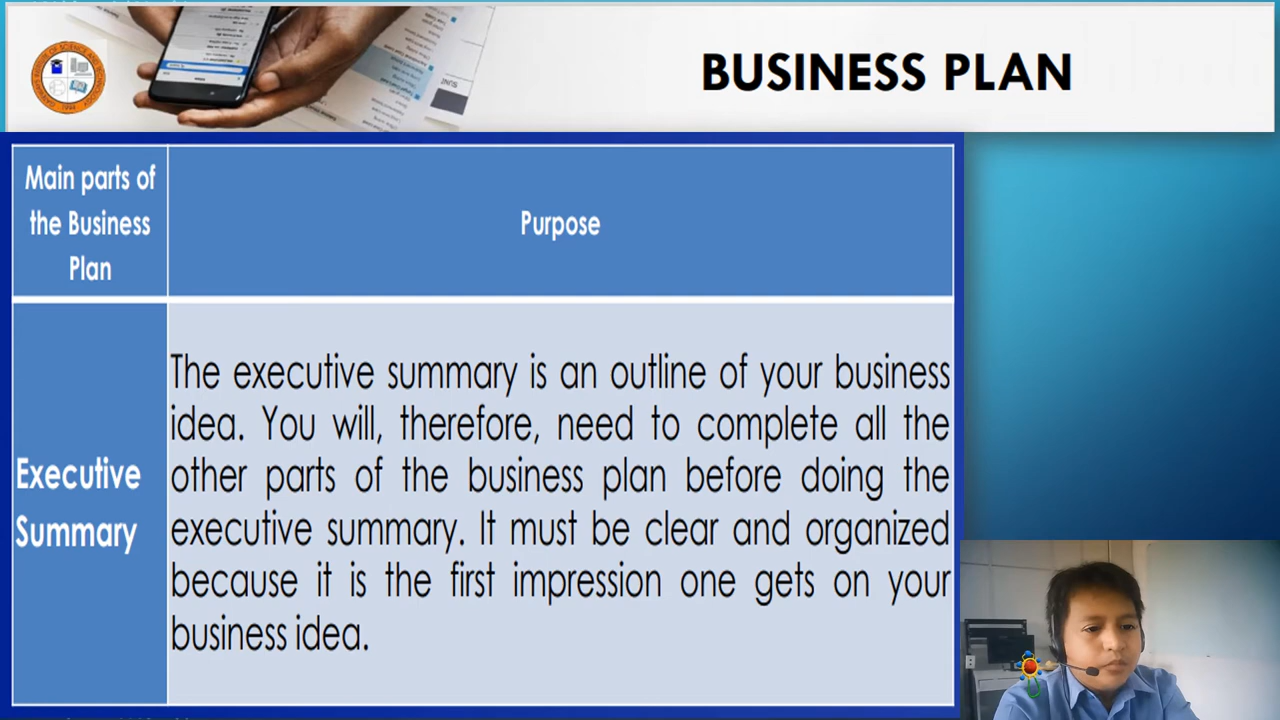 BUSINESS PLAN
Main parts of
the Business
Plan
Purpose
Executive
Summary
The executive summary is an outline of your business
idea. You will, therefore, need to complete all the
other parts of the business plan before doing the
executive summary. It must be clear and organized
because it is the first impression one gets on your
business idea.